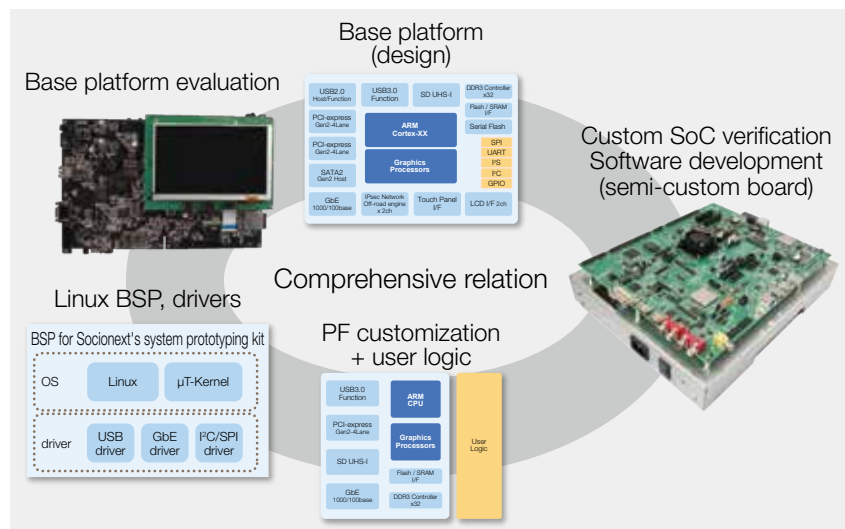 Base platform
(design)
Base platform evaluation
USB2.0
Host/Function
USB3.0
Function
SD UHS-I
DDR3 Controller
x32
Flash / SRAM
I/F
PCI-express
Gen2-4Lane
ARM
Cortex-XX
Serial Flash
PCI-express
Gen2-4Lane
Graphics
Processors
SPI
UART
I²S
I²C
GPIO
SATA2
Gen2 Host
GbE
1000/100base
IPsec Network
Off-road engine
x 2ch
Touch Panel
I/F
LCD I/F 2ch
Custom SoC verification
Software development
(semi-custom board)
Comprehensive relation
Linux BSP, drivers
BSP for Socionext's system prototyping kit
OS
Linux
µT-Kernel
driver
USB
driver
GbE
driver
I²C/SPI
driver
PF customization
+ user logic
USB3.0
Function
ARM
CPU
PCI-express
Gen2-4Lane
Graphics
Processors
SD UHS-I
Flash / SRAM
I/F
GbE
1000/100base
DDR3 Controller
x32
User
Logic